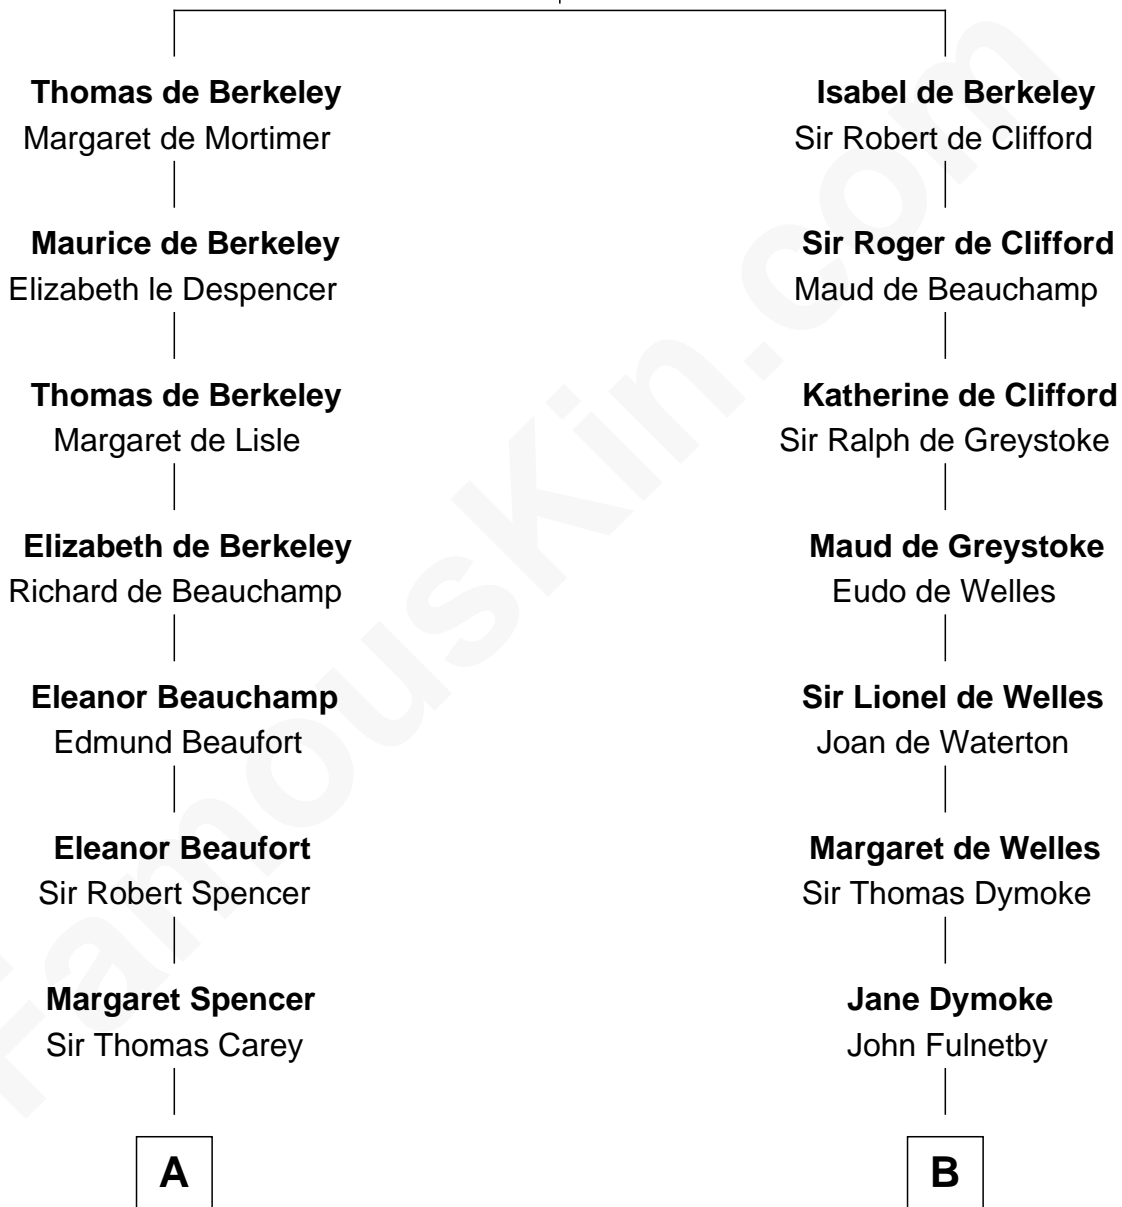 Thomas de Berkeley
Margaret de Mortimer
Isabel de Berkeley
Sir Robert de Clifford
Maurice de Berkeley
Elizabeth le Despencer
Sir Roger de Clifford
Maud de Beauchamp
Thomas de Berkeley
Margaret de Lisle
Katherine de Clifford
Sir Ralph de Greystoke
Elizabeth de Berkeley
Richard de Beauchamp
Maud de Greystoke
Eudo de Welles
Eleanor Beauchamp
Edmund Beaufort
Sir Lionel de Welles
Joan de Waterton
Eleanor Beaufort
Sir Robert Spencer
Margaret de Welles
Sir Thomas Dymoke
Margaret Spencer
Sir Thomas Carey
Jane Dymoke
John Fulnetby
A
B
FamousKin.com